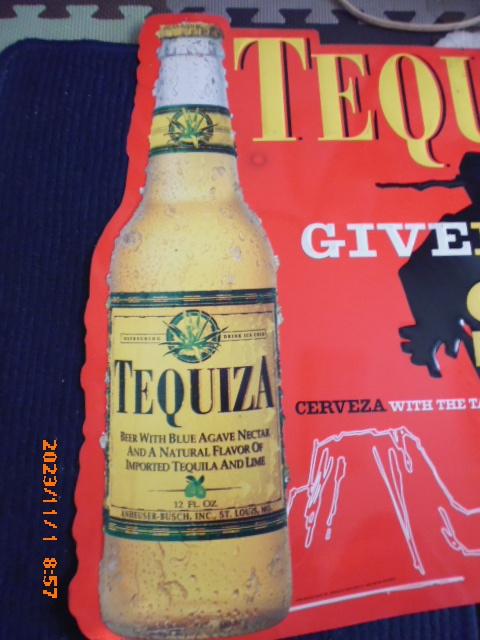 TEQU
GIVE
REFRESHING DRINK ICE COLD
TEQUIZA
BEER WITH BLUE AGAVE NECTAR
AND A NATURAL FLAVOR OF
IMPORTED TEQUILA AND LIME
12 FL. OZ.
ANHEUSER-BUSCH, INC., ST. LOUIS, MO.
CERVEZA WITH THE TA
2023/11/1 8:57